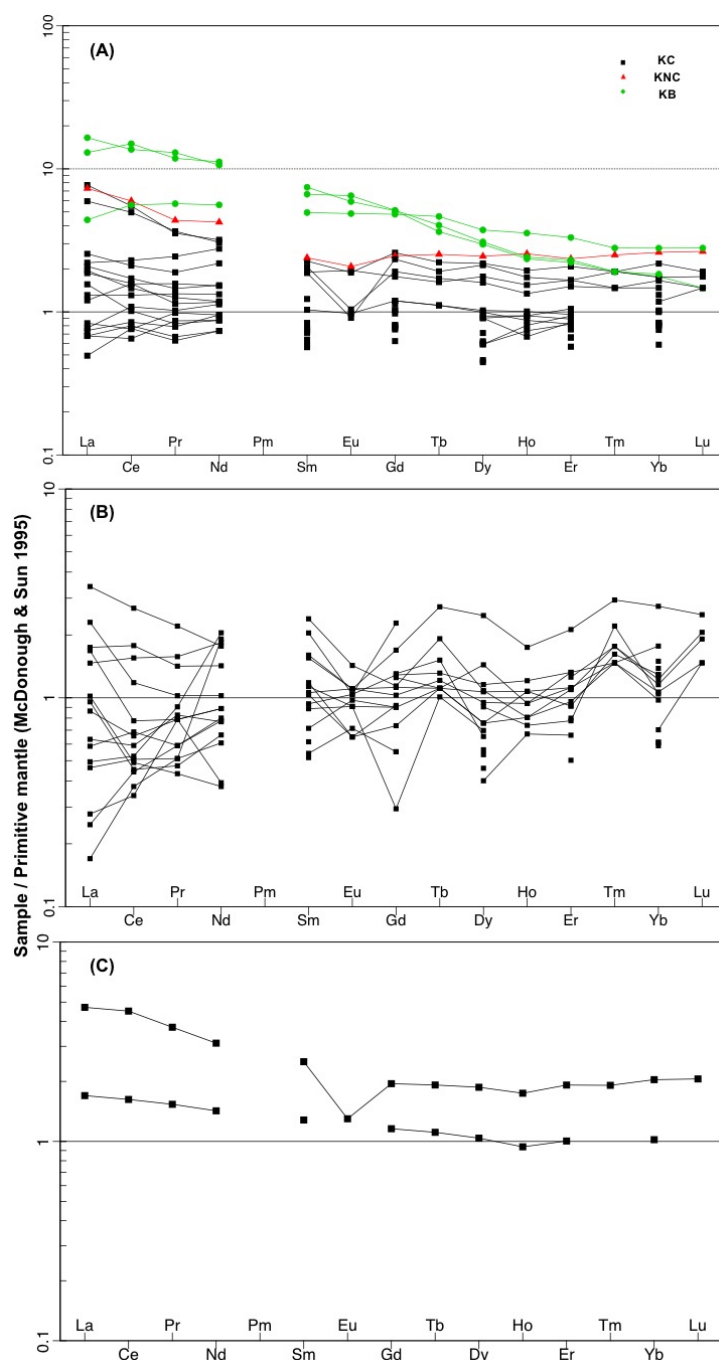 Sample / Primitive mantle (McDonough & Sun 1995)
100
(A)
KC
KNC
KB
10
1
La Pr Pm Eu Tb Ho Tm Lu
0.1
Ce Nd Sm Gd Dy Er Yb
10
(B)
1
La Pr Pm Eu Tb Ho Tm Lu
0.1
Ce Nd Sm Gd Dy Er Yb
10
(C)
1
La Pr Pm Eu Tb Ho Tm Lu
0.1
Ce Nd Sm Gd Dy Er Yb